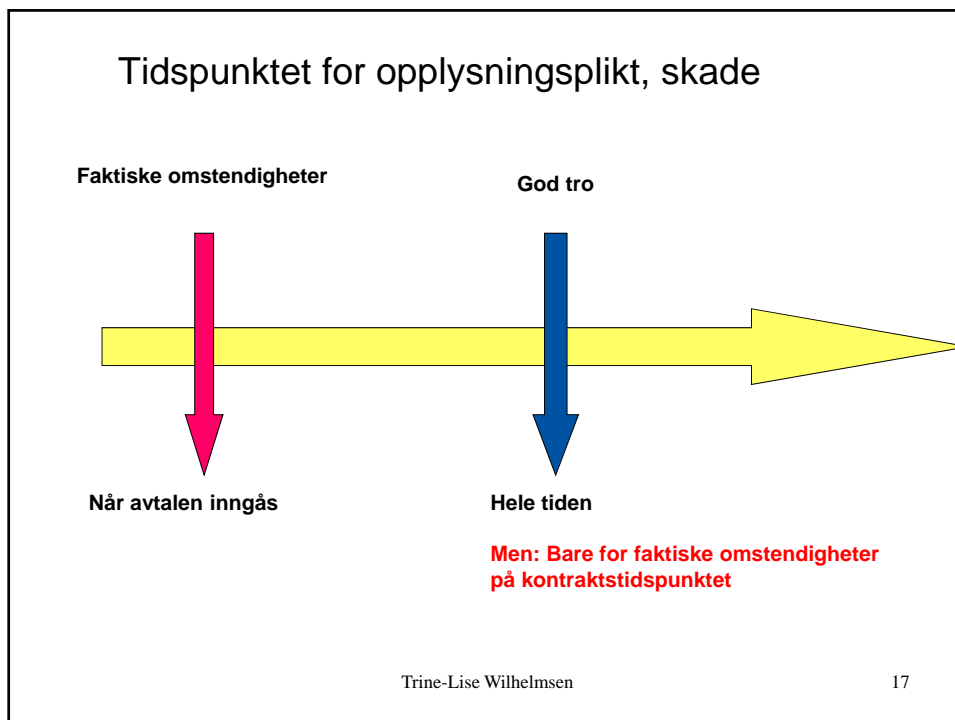 Tidspunktet for opplysningsplikt, skade
Faktiske omstendigheter
God tro
Når avtalen inngås
Hele tiden
Men: Bare for faktiske omstendigheter
på kontraktstidspunktet
Trine-Lise Wilhelmsen
17